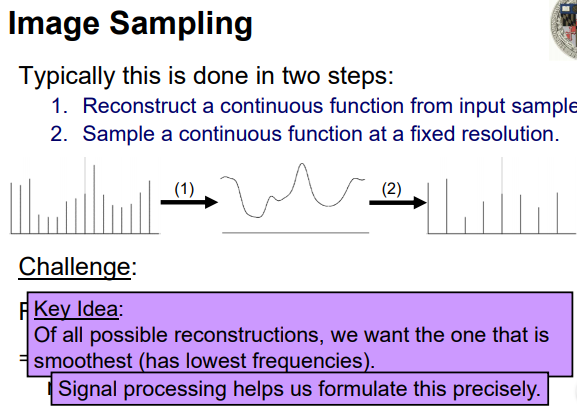 Image Sampling
Typically this is done in two steps:
1. Reconstruct a continuous function from input sample
2. Sample a continuous function at a fixed resolution.
(1)
(2)
Challenge:
Key Idea:
Of all possible reconstructions, we want the one that is
smoothest (has lowest frequencies).
Signal processing helps us formulate this precisely.